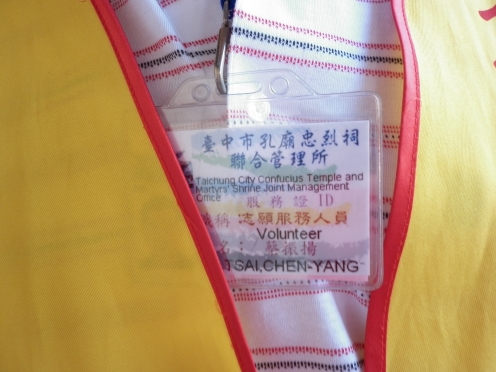 臺中市孔廟忠烈祠
聯合管理所
Taichung City Confucius Temple and
Martyrs' Shrine Joint Management
Office
服務證 ID
稱:志願服務人員
Volunteer
名:蔡振揚
TSAI,CHEN-YANG